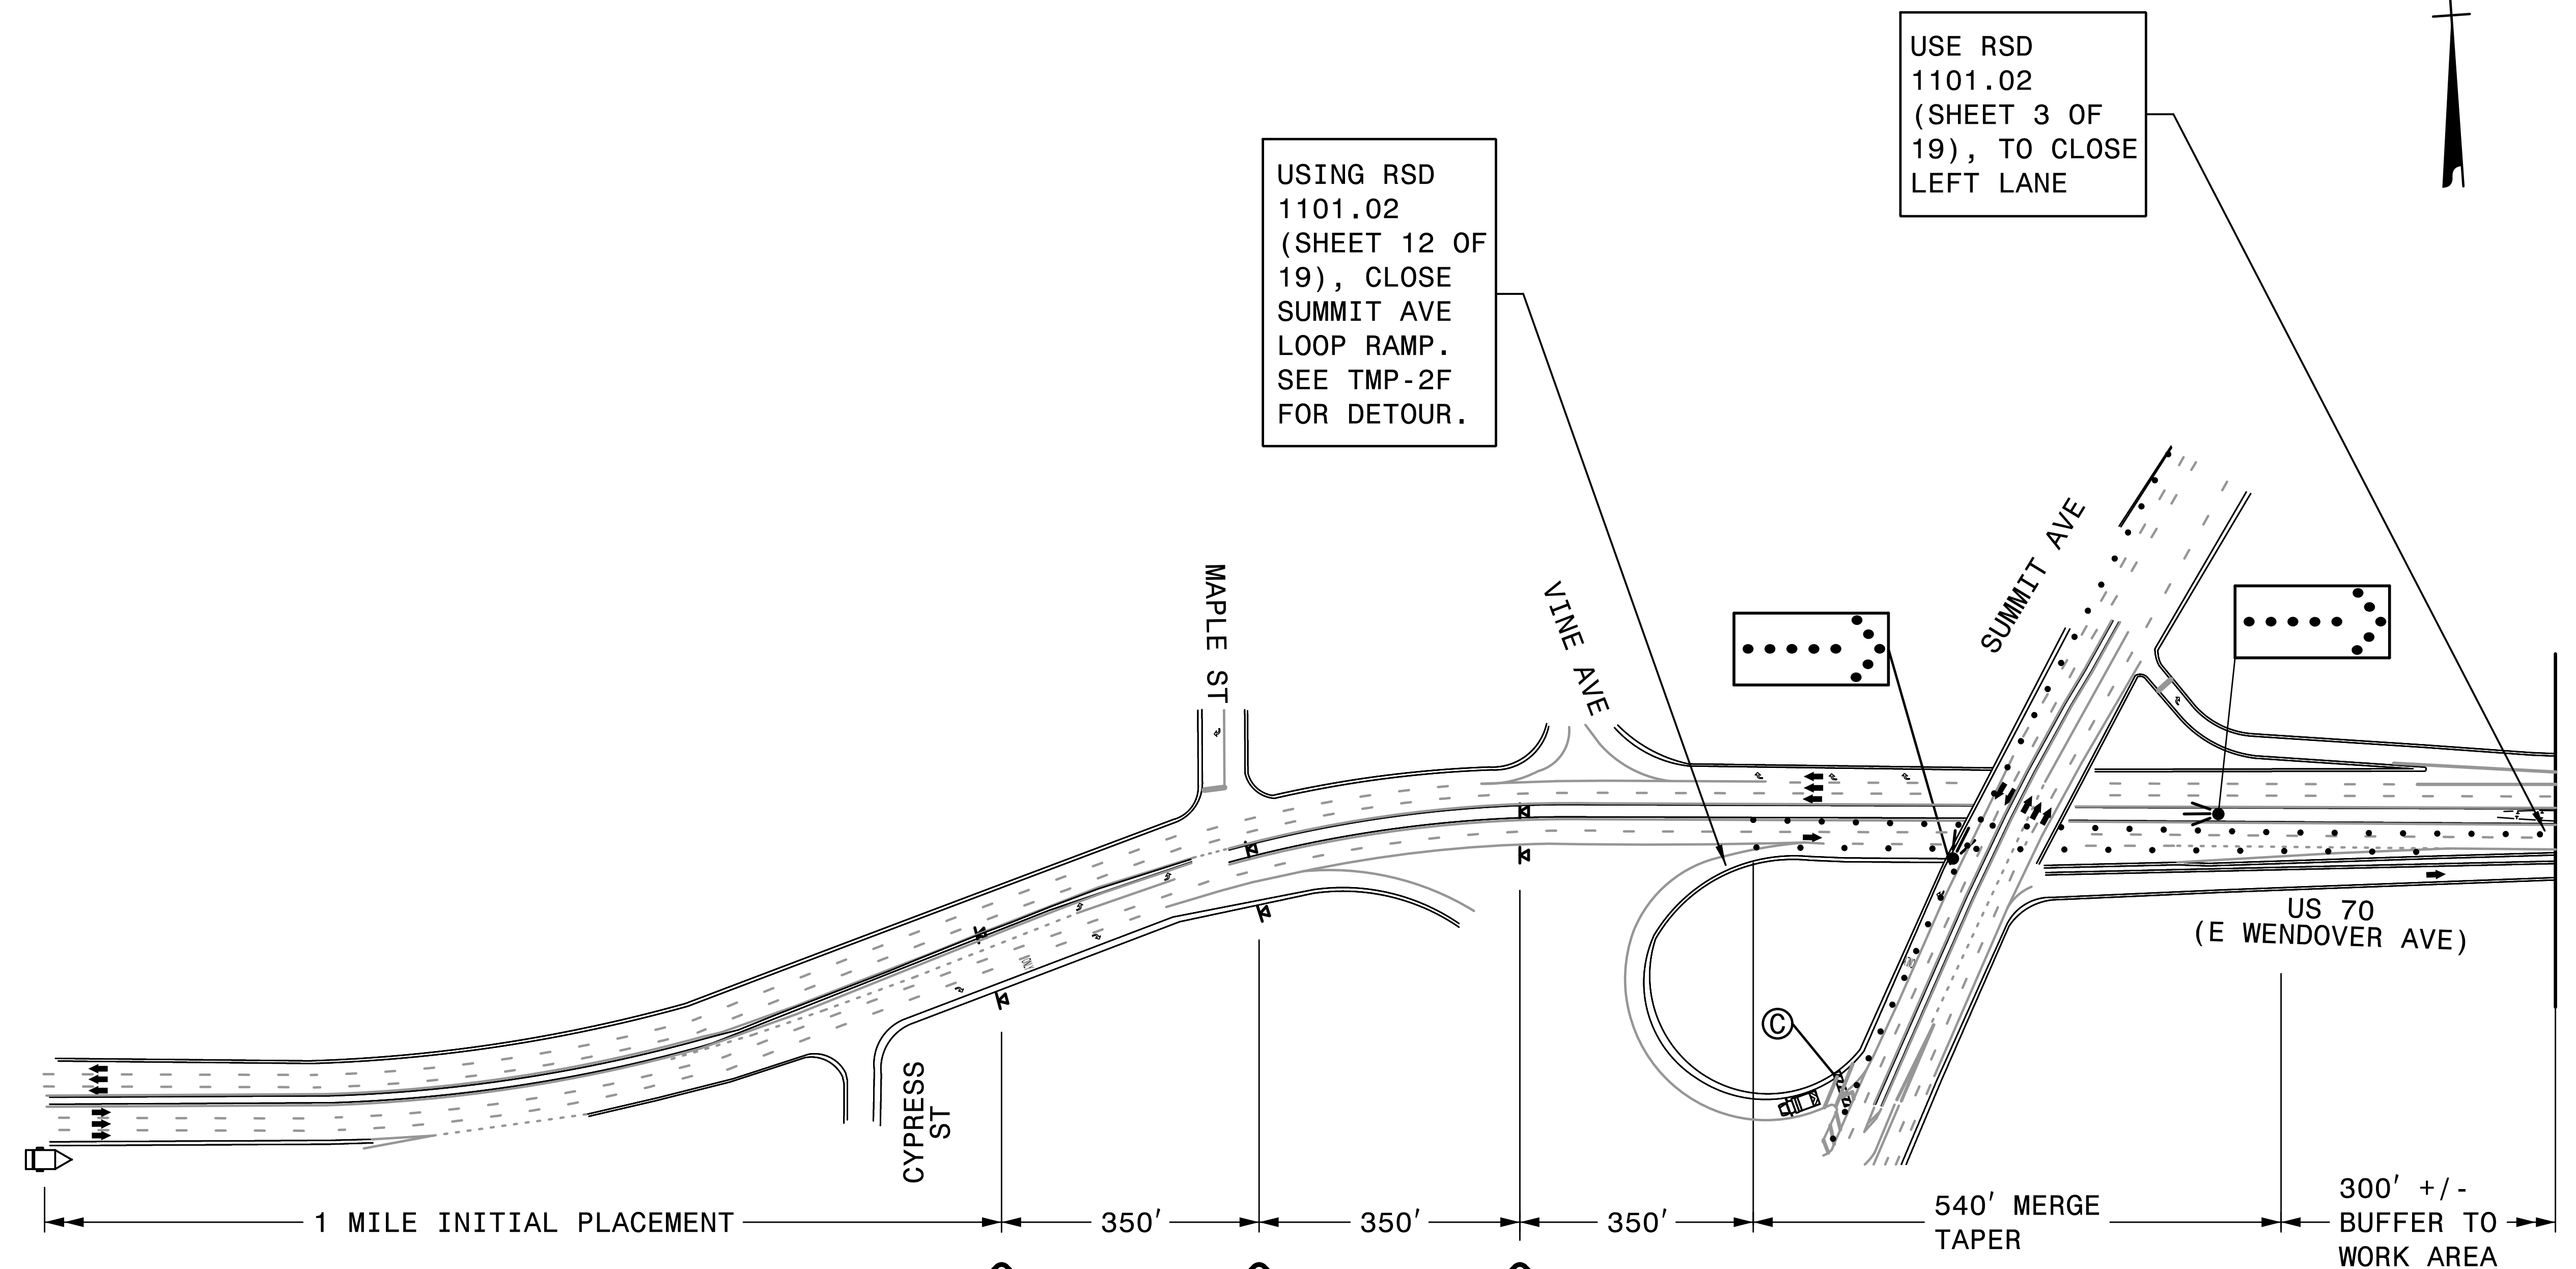 USE RSD
1101.02
(SHEET 3 OF
19), TO CLOSE
LEFT LANE
USING RSD
1101.02
(SHEET 12 OF
19), CLOSE
SUMMIT AVE
LOOP RAMP.
SEE TMP-2F
FOR DETOUR.
MAPLE ST
VINE AVE
SUMMIT AVE
US 70
(E WENDOVER AVE)
C
CYPRESS
ST
1 MILE INITIAL PLACEMENT
350'
350'
350'
540' MERGE
TAPER
300' +/-
BUFFER TO
WORK AREA